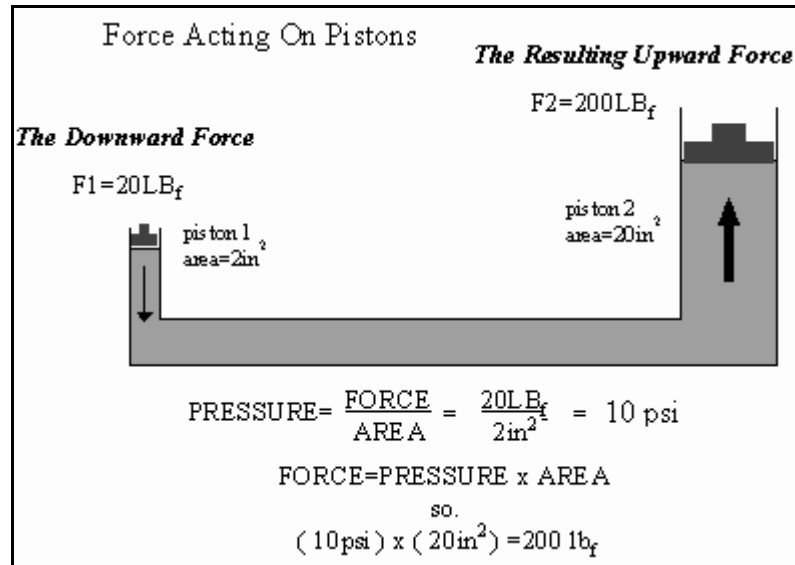 Force Acting On Pistons
The Resulting Upward Force
F2=200LBf
The Downward Force
F1=20LBf
piston 1
area=2in²
piston 2
area=20in²
PRESSURE= FORCE/AREA = 20LBf/2in² = 10 psi
FORCE=PRESSURE x AREA
so.
(10psi) x (20in²) =200 lbf